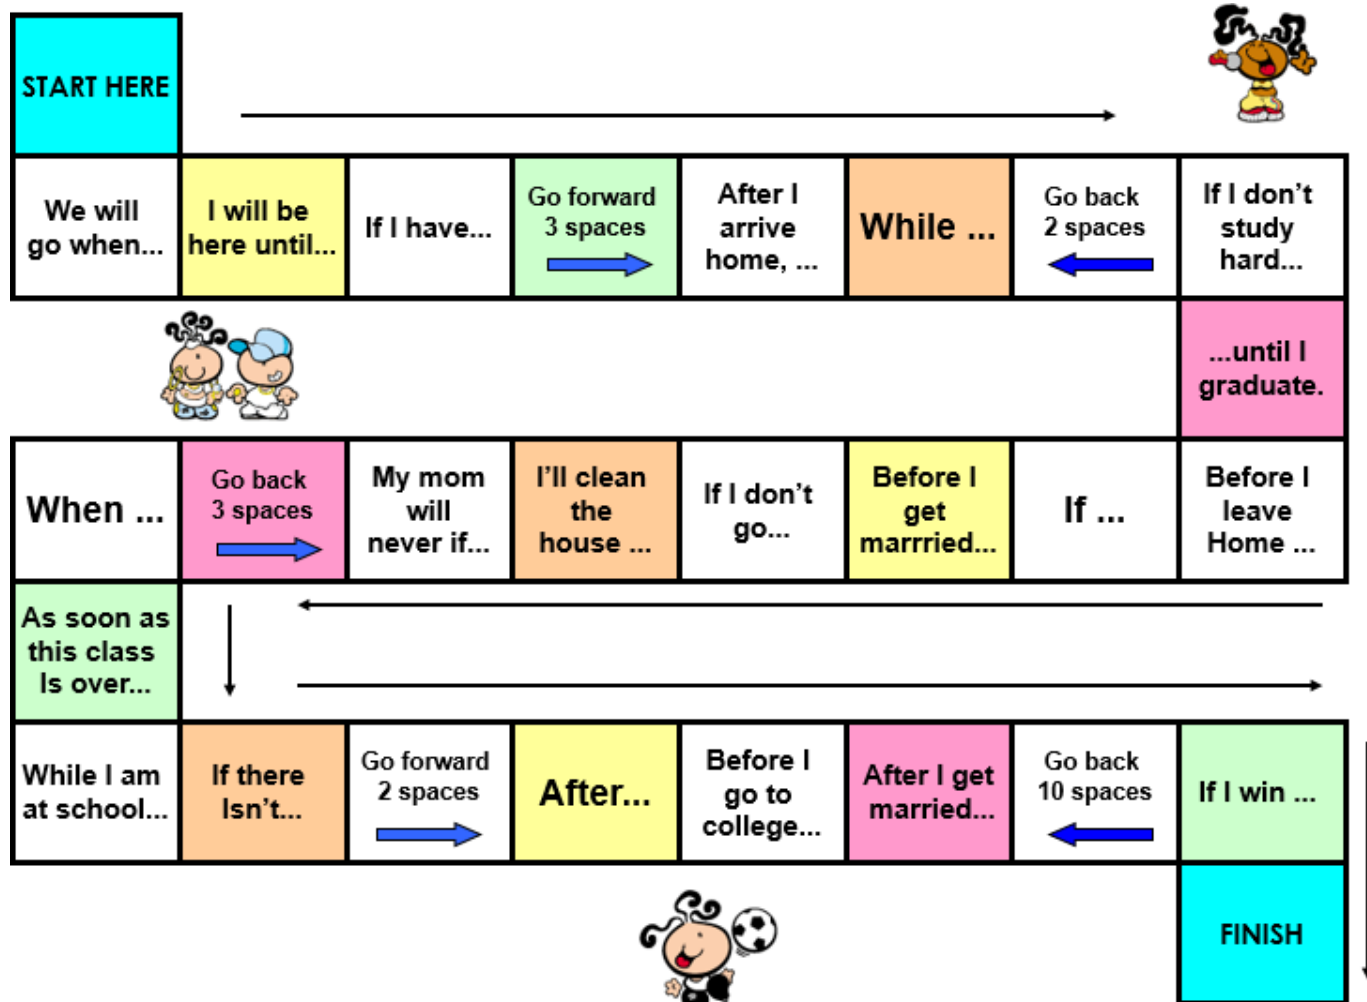 START HERE
We will
go when...
I will be
here until...
If I have...
Go forward
3 spaces
After I
arrive
home, ...
While ...
Go back
2 spaces
If I don't
study
hard...
...until I
graduate.
When ...
Go back
3 spaces
My mom
will
never if...
I'll clean
the
house ...
If I don't
go...
Before I
get
marrried...
If ...
Before I
leave
Home ...
As soon as
this class
Is over...
While I am
at school...
If there
Isn't...
Go forward
2 spaces
After...
Before I
go to
college...
After I get
married...
Go back
10 spaces
If I win ...
FINISH